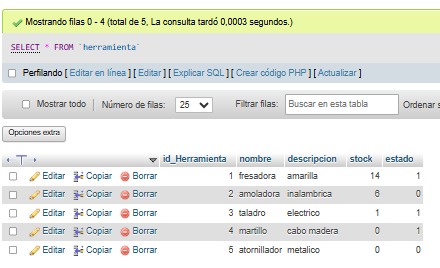 Mostrando filas 0 - 4 (total de 5, La consulta tardó 0,0003 segundos.)
SELECT * FROM `herramienta`
Perfilando [ Editar en línea ] [ Editar ] [ Explicar SQL ] [ Crear código PHP ] [ Actualizar ]
Mostrar todo Número de filas: 25 Filtrar filas: Buscar en esta tabla Ordenar s
Opciones extra
id_Herramienta nombre descripcion stock estado
Editar Copiar Borrar 1 fresadora amarilla 14 1
Editar Copiar Borrar 2 amoladora inalambrica 6 0
Editar Copiar Borrar 3 taladro electrico 1 1
Editar Copiar Borrar 4 martillo cabo madera 0 1
Editar Copiar Borrar 5 atornillador metalico 0 0